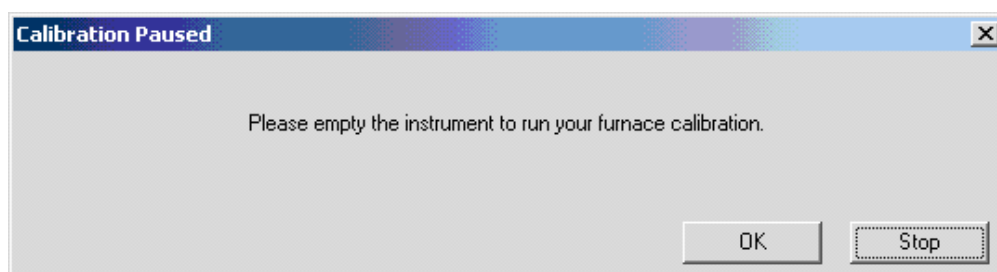 Calibration Paused
Please empty the instrument to run your furnace calibration.
OK
Stop